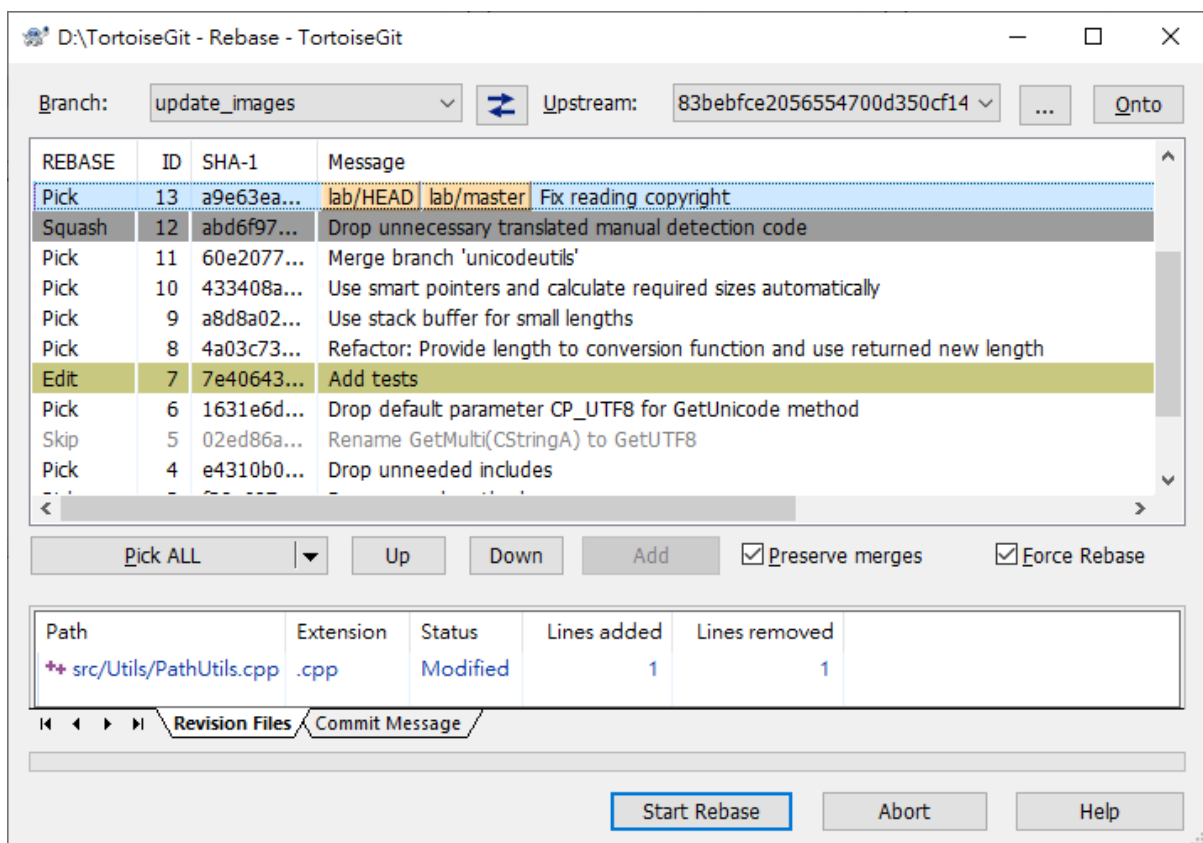 D:\TortoiseGit - Rebase - TortoiseGit
Branch: update_images Upstream: 83bebfce2056554700d350cf14 ... Onto
REBASE ID SHA-1 Message
Pick 13 a9e63ea... lab/HEAD lab/master Fix reading copyright
Squash 12 abd6f97... Drop unnecessary translated manual detection code
Pick 11 60e2077... Merge branch 'unicodeutils'
Pick 10 433408a... Use smart pointers and calculate required sizes automatically
Pick 9 a8d8a02... Use stack buffer for small lengths
Pick 8 4a03c73... Refactor: Provide length to conversion function and use returned new length
Edit 7 7e40643... Add tests
Pick 6 1631e6d... Drop default parameter CP_UTF8 for GetUnicode method
Skip 5 02ed86a... Rename GetMulti(CStringA) to GetUTF8
Pick 4 e4310b0... Drop unneeded includes
Pick ALL Up Down Add Preserve merges Force Rebase
Path Extension Status Lines added Lines removed
src/Utils/PathUtils.cpp .cpp Modified 1 1
Revision Files Commit Message
Start Rebase Abort Help